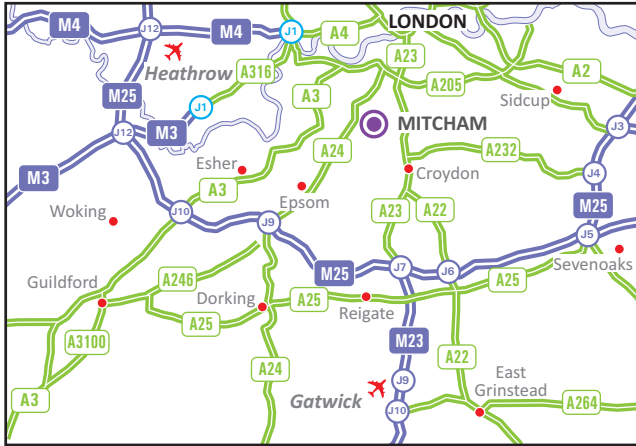 M4
J12
M4
J1
A4
LONDON
A23
Heathrow
A316
A3
A205
A2
M25
J1
Sidcup
J12
M3
MITCHAM
J3
A24
A232
M3
Esher
A3
Croydon
J4
Epsom
Woking
J10
J9
A23
A22
M25
J5
A246
M25
J7
J6
A25
Sevenoaks
Guildford
Dorking
A25
Reigate
A25
A3100
M23
A24
A22
East
Grinstead
J9
Gatwick
A3
J10
A264